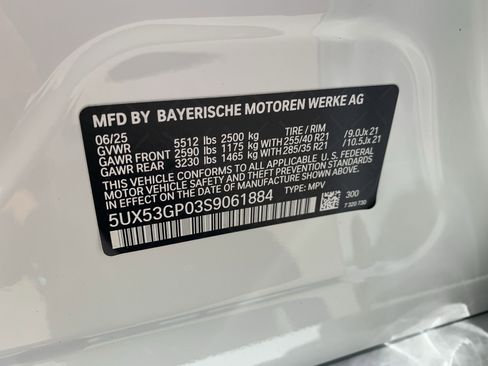 MFD BY BAYERISCHE MOTOREN WERKE AG
06/25 TIRE / RIM
GVWR 5512 lbs 2500 kg
GAWR FRONT 2590 lbs 1175 kg WITH 255/40 R21 /9.0Jx 21
GAWR REAR 3230 lbs 1465 kg WITH 285/35 R21 /10.5Jx 21
THIS VEHICLE CONFORMS TO ALL APPLICABLE U.S. FEDERAL
MOTOR VEHICLE SAFETY AND THEFT PREVENTION STANDARDS
IN EFFECT ON THE DATE OF MANUFACTURE SHOWN ABOVE.
5UX53GP03S9061884 TYPE: MPV
300
7 320 730